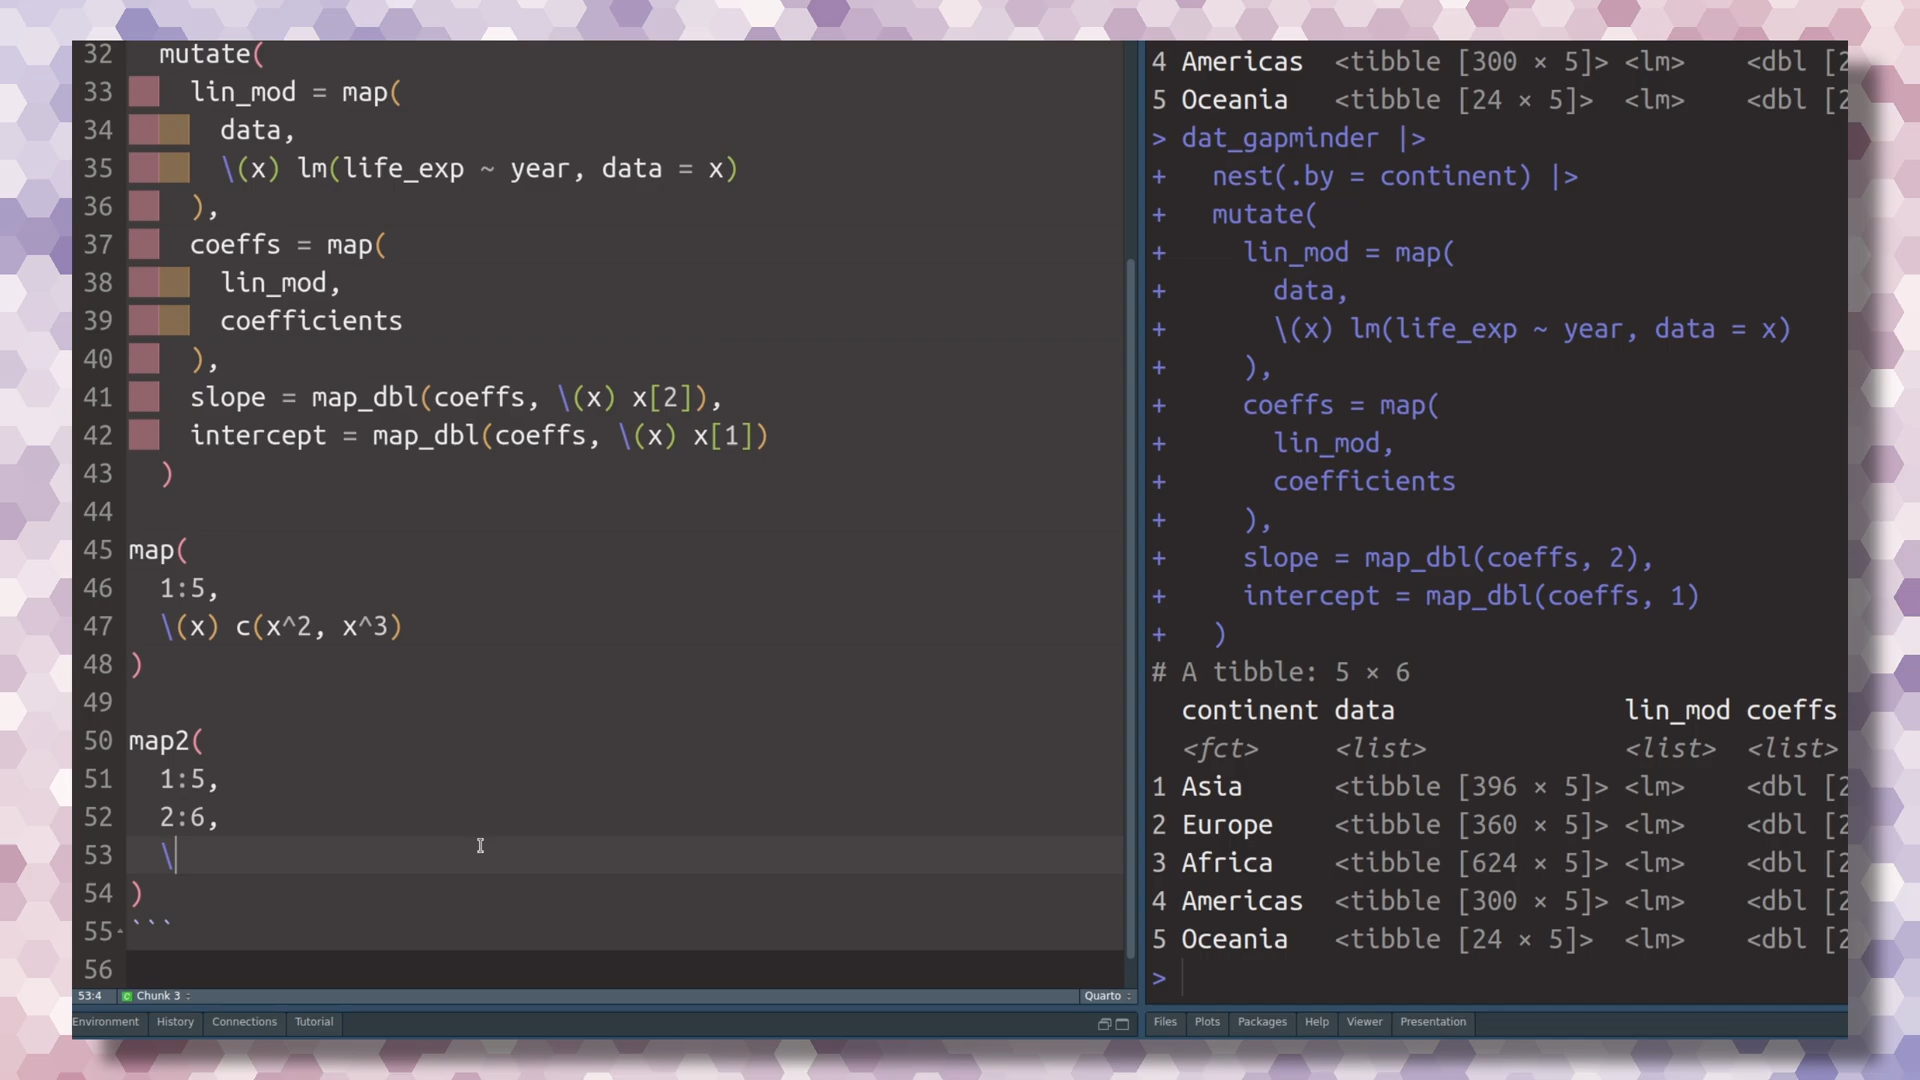 32 mutate(
33 lin_mod = map(
34 data,
35 \(x) lm(life_exp ~ year, data = x)
36 ),
37 coeffs = map(
38 lin_mod,
39 coefficients
40 ),
41 slope = map_dbl(coeffs, \(x) x[2]),
42 intercept = map_dbl(coeffs, \(x) x[1])
43 )
44
45 map(
46 1:5,
47 \(x) c(x^2, x^3)
48 )
49
50 map2(
51 1:5,
52 2:6,
53 \
54 )
55 ```
56
53:4 Chunk 3 Quarto
Environment History Connections Tutorial
4 Americas <tibble [300 × 5]> <lm> <dbl [2
5 Oceania <tibble [24 × 5]> <lm> <dbl [2
> dat_gapminder |>
+ nest(.by = continent) |>
+ mutate(
+ lin_mod = map(
+ data,
+ \(x) lm(life_exp ~ year, data = x)
+ ),
+ coeffs = map(
+ lin_mod,
+ coefficients
+ ),
+ slope = map_dbl(coeffs, 2),
+ intercept = map_dbl(coeffs, 1)
+ )
# A tibble: 5 × 6
continent data lin_mod coeffs
<fct> <list> <list> <list>
1 Asia <tibble [396 × 5]> <lm> <dbl [2
2 Europe <tibble [360 × 5]> <lm> <dbl [2
3 Africa <tibble [624 × 5]> <lm> <dbl [2
4 Americas <tibble [300 × 5]> <lm> <dbl [2
5 Oceania <tibble [24 × 5]> <lm> <dbl [2
>
Files Plots Packages Help Viewer Presentation